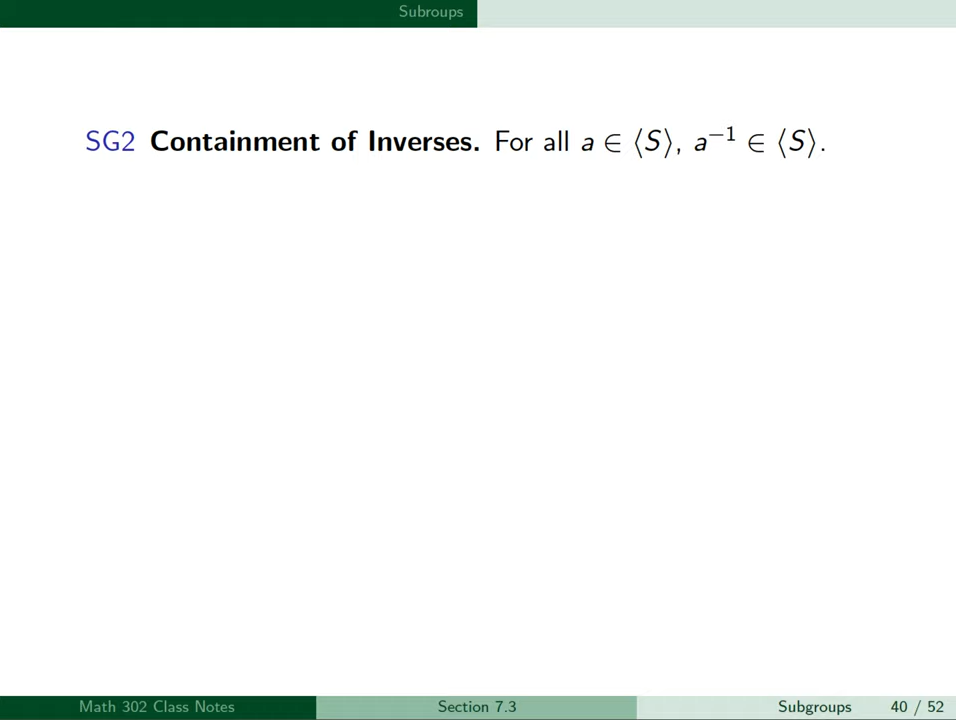 Subroups
SG2 Containment of Inverses. For all a ∈ ⟨S⟩, a⁻¹ ∈ ⟨S⟩.
Math 302 Class Notes Section 7.3 Subgroups 40 / 52